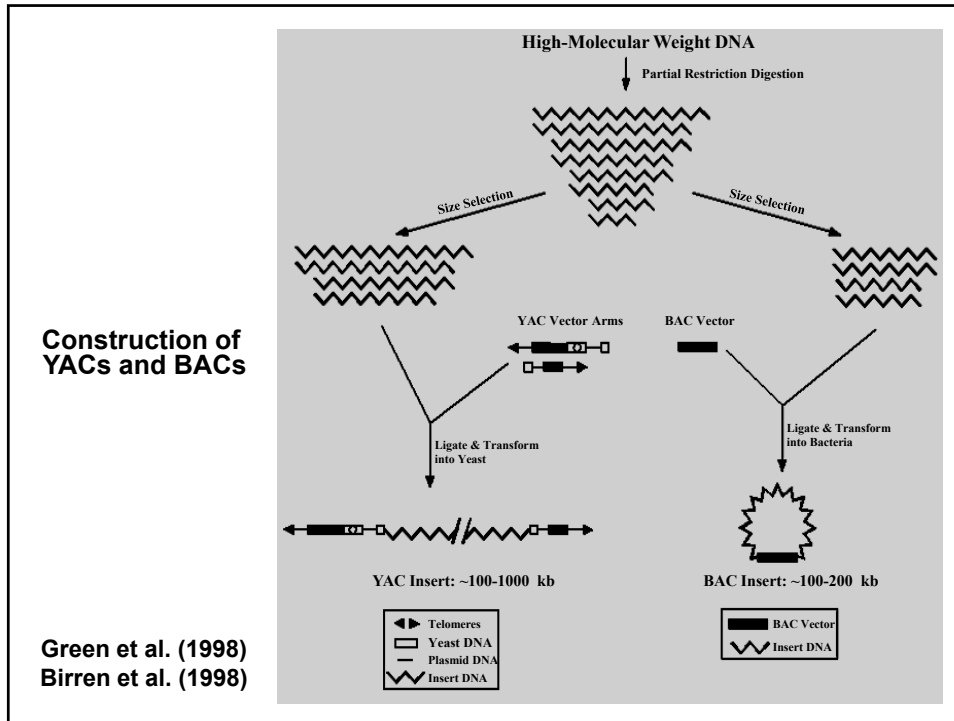 High-Molecular Weight DNA
Partial Restriction Digestion
Size Selection
Size Selection
Construction of
YACs and BACs
YAC Vector Arms
BAC Vector
Ligate & Transform
into Yeast
Ligate & Transform
into Bacteria
YAC Insert: ~100-1000 kb
BAC Insert: ~100-200 kb
Telomeres
Yeast DNA
Plasmid DNA
Insert DNA
BAC Vector
Insert DNA
Green et al. (1998)
Birren et al. (1998)